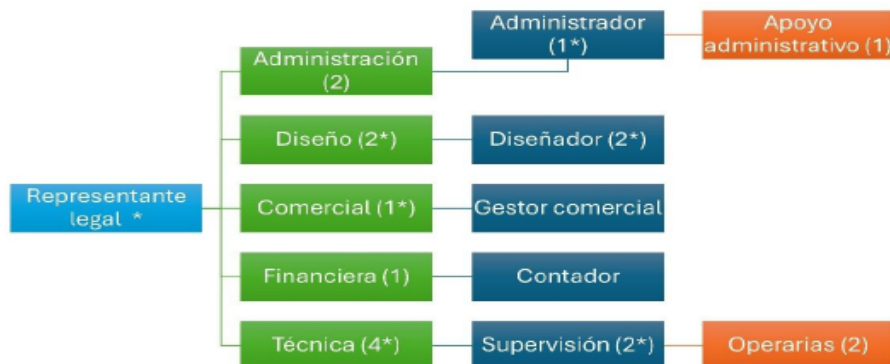 Representante
legal *
Administración
(2)
Administrador
(1*)
Apoyo
administrativo (1)
Diseño (2*)
Diseñador (2*)
Comercial (1*)
Gestor comercial
Financiera (1)
Contador
Técnica (4*)
Supervisión (2*)
Operarias (2)